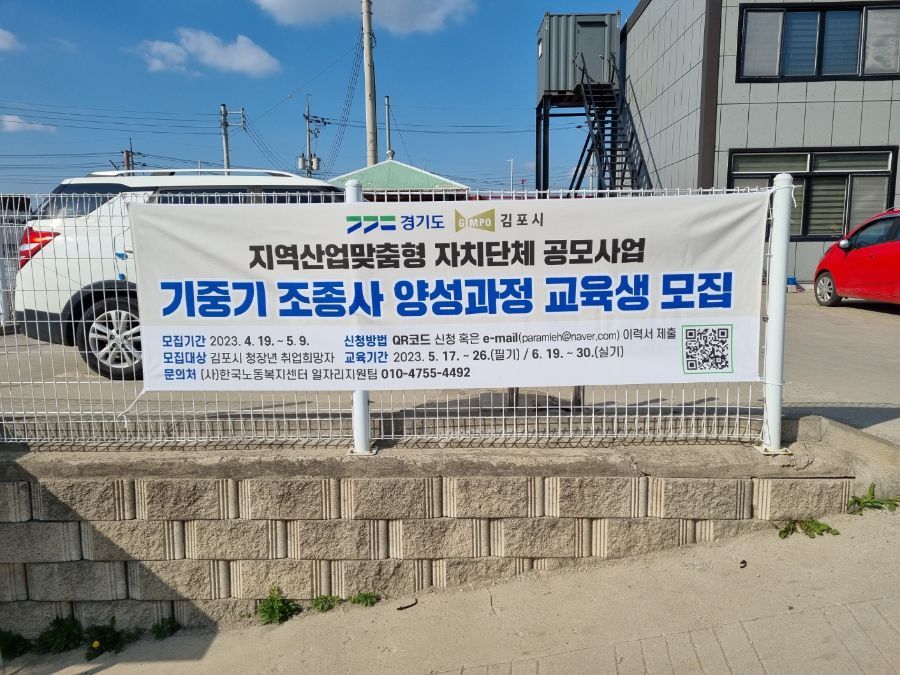 경기도 GIMPO 김포시
지역산업맞춤형 자치단체 공모사업
기중기 조종사 양성과정 교육생 모집
모집기간 2023. 4. 19. ~ 5. 9. 신청방법 QR코드 신청 혹은 e-mail(paramieh@naver.com) 이력서 제출
모집대상 김포시 청장년 취업희망자 교육기간 2023. 5. 17. ~ 26.(필기) / 6. 19. ~ 30.(실기)
문의처 (사)한국노동복지센터 일자리지원팀 010-4755-4492